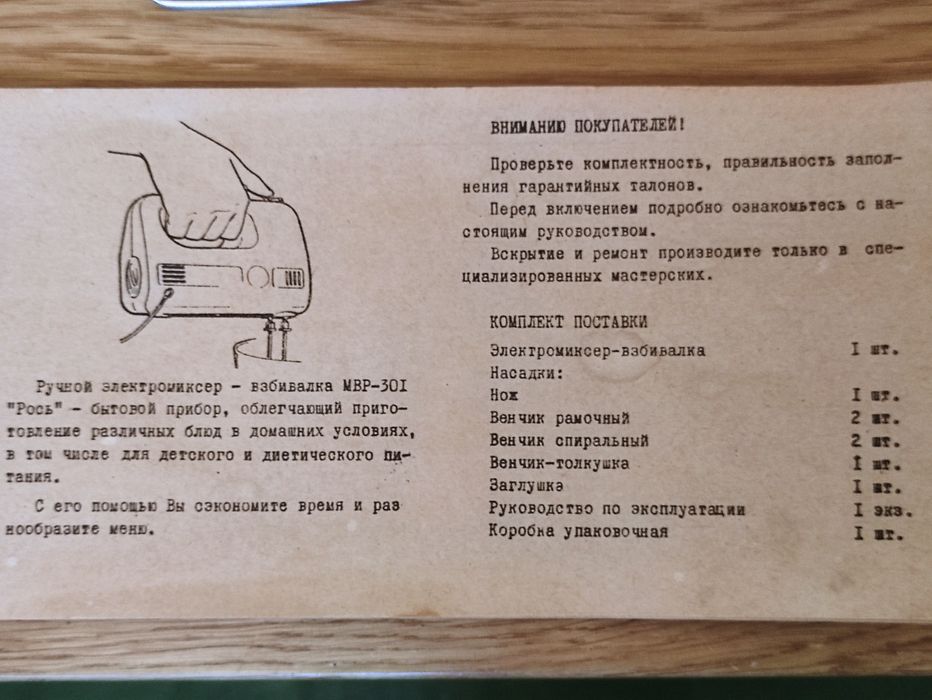 Ручной электромиксер - взбивалка МВР-301
"Рось" - бытовой прибор, облегчающий приго-
товление различных блюд в домашних условиях,
в том числе для детского и диетического пи-
тания.
С его помощью Вы сэкономите время и раз
нообразите меню.
ВНИМАНИЮ ПОКУПАТЕЛЕЙ!
Проверьте комплектность, правильность запол-
нения гарантийных талонов.
Перед включением подробно ознакомьтесь с на-
стоящим руководством.
Вскрытие и ремонт производите только в спе-
циализированных мастерских.
КОМПЛЕКТ ПОСТАВКИ
Электромиксер-взбивалка I шт.
Насадки:
Нож I шт.
Венчик рамочный 2 шт.
Венчик спиральный 2 шт.
Венчик-толкушка I шт.
Заглушка I шт.
Руководство по эксплуатации I экз.
Коробка упаковочная I шт.